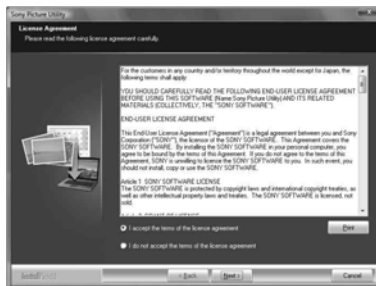 Sony Picture Utility
License Agreement
Please read the following license agreement carefully.
For the customers in any country and/or territory throughout the world except for Japan, the
following terms shall apply:
YOU SHOULD CAREFULLY READ THE FOLLOWING END-USER LICENSE AGREEMENT
BEFORE USING THIS SOFTWARE (Name:Sony Picture Utility) AND ITS RELATED
MATERIALS (COLLECTIVELY, THE "SONY SOFTWARE").
END-USER LICENSE AGREEMENT
This End-User License Agreement ("Agreement") is a legal agreement between you and Sony
Corporation ("SONY"), the licensor of the SONY SOFTWARE. This Agreement covers the
SONY SOFTWARE. By installing the SONY SOFTWARE in your personal computer, you
agree to be bound by the terms of this Agreement. If you do not agree to the terms of this
Agreement, SONY is unwilling to license the SONY SOFTWARE to you. In such event, you
should not install, copy or use the SONY SOFTWARE.
Article 1 SONY SOFTWARE LICENSE
The SONY SOFTWARE is protected by copyright laws and international copyright treaties, as
well as other intellectual property laws and treaties. The SONY SOFTWARE is licensed, not
sold.
I accept the terms of the license agreement
Print
I do not accept the terms of the license agreement
InstallShield
< Back
Next >
Cancel